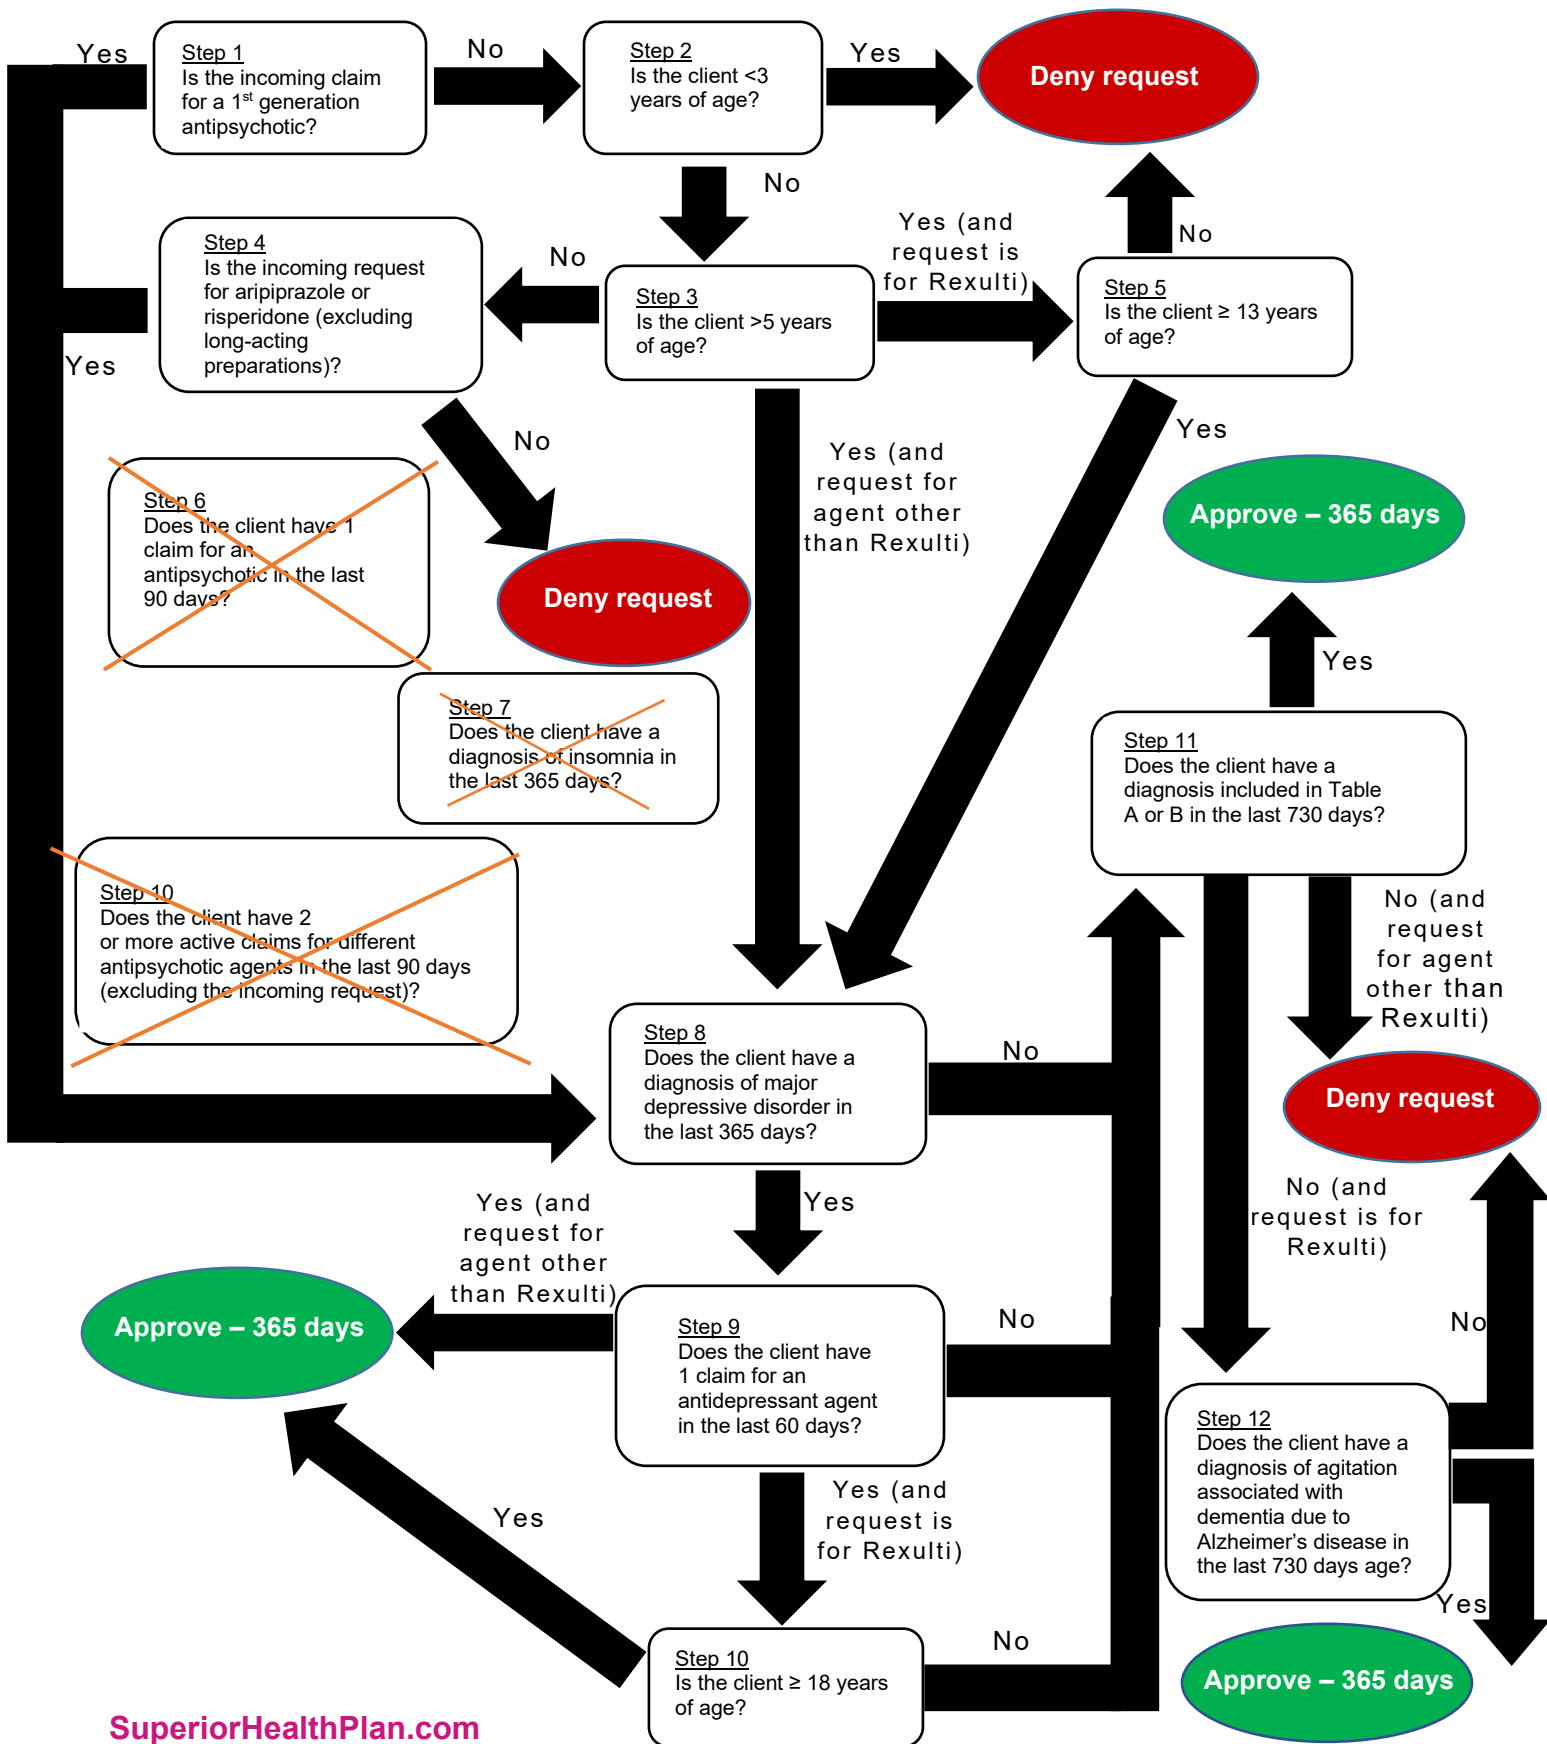 Yes
Step 1
Is the incoming claim
for a 1st generation
antipsychotic?
No
Step 2
Is the client <3
years of age?
Yes
Deny request
No
Step 4
Is the incoming request
for aripiprazole or
risperidone (excluding
long-acting
preparations)?
No
Step 3
Is the client >5 years
of age?
Yes (and
request is
for Rexulti)
No
Step 5
Is the client ≥ 13 years
of age?
Yes
No
Yes (and
request for
agent other
than Rexulti)
Yes
Approve – 365 days
Step 6
Does the client have 1
claim for an
antipsychotic in the last
90 days?
Deny request
Yes
Step 7
Does the client have a
diagnosis of insomnia in
the last 365 days?
Step 11
Does the client have a
diagnosis included in Table
A or B in the last 730 days?
Step 10
Does the client have 2
or more active claims for different
antipsychotic agents in the last 90 days
(excluding the incoming request)?
No (and
request
for agent
other than
Rexulti)
Step 8
Does the client have a
diagnosis of major
depressive disorder in
the last 365 days?
No
Deny request
Yes (and
request for
agent other
than Rexulti)
Yes
No (and
request is for
Rexulti)
Approve – 365 days
Step 9
Does the client have
1 claim for an
antidepressant agent
in the last 60 days?
No
No
Step 12
Does the client have a
diagnosis of agitation
associated with
dementia due to
Alzheimer's disease in
the last 730 days age?
Yes
Yes (and
request is
for Rexulti)
Yes
Step 10
Is the client ≥ 18 years
of age?
No
Approve – 365 days
SuperiorHealthPlan.com